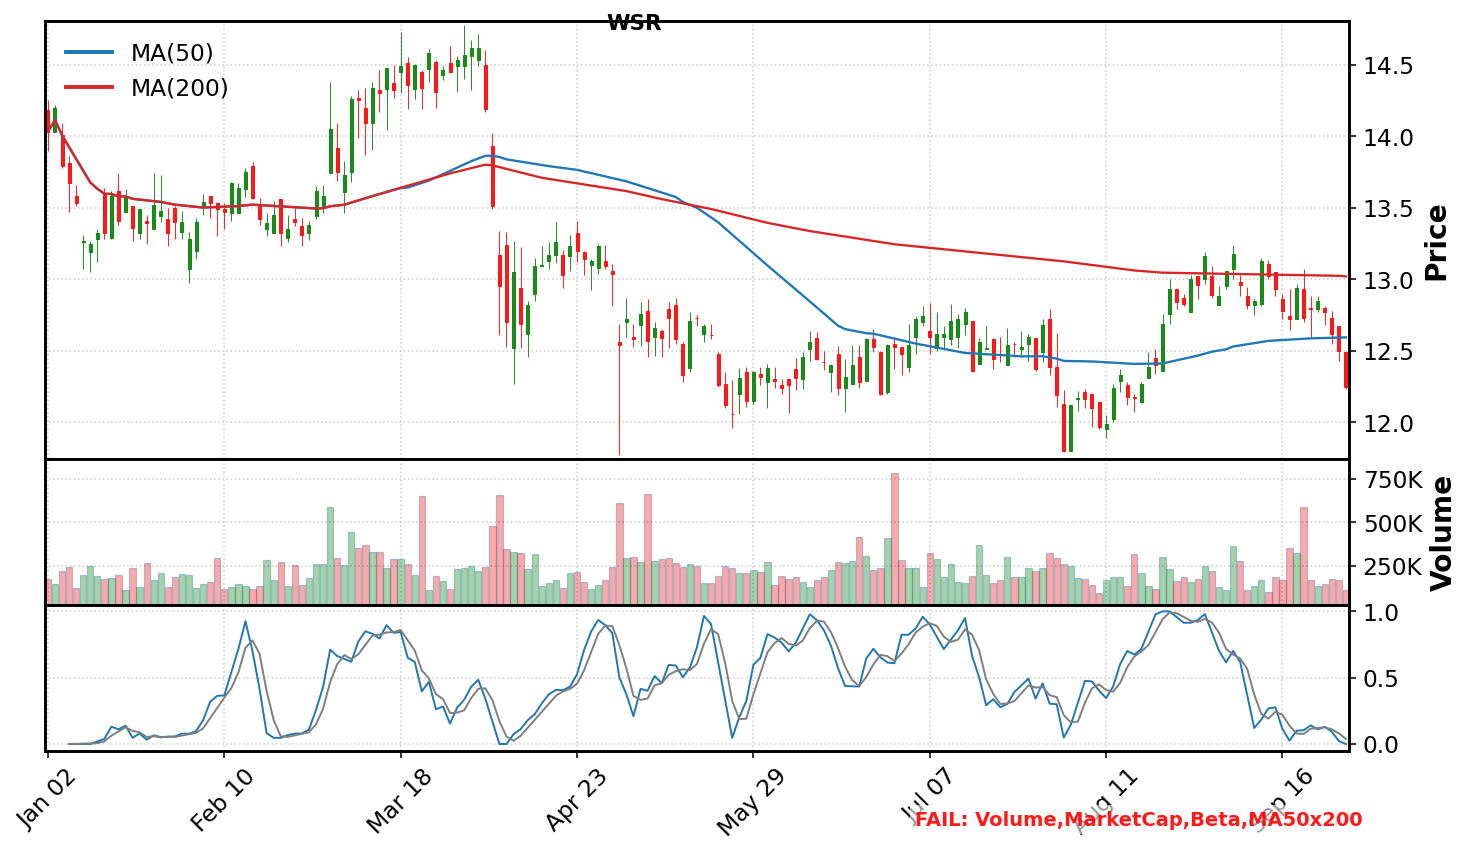 WSR
MA(50)
MA(200)
14.5
14.0
13.5
13.0
12.5
12.0
Price
750K
500K
250K
Volume
1.0
0.5
0.0
Jan 02
Feb 10
Mar 18
Apr 23
May 29
Jul 07
Aug 11
Sep 16
FAIL: Volume,MarketCap,Beta,MA50x200